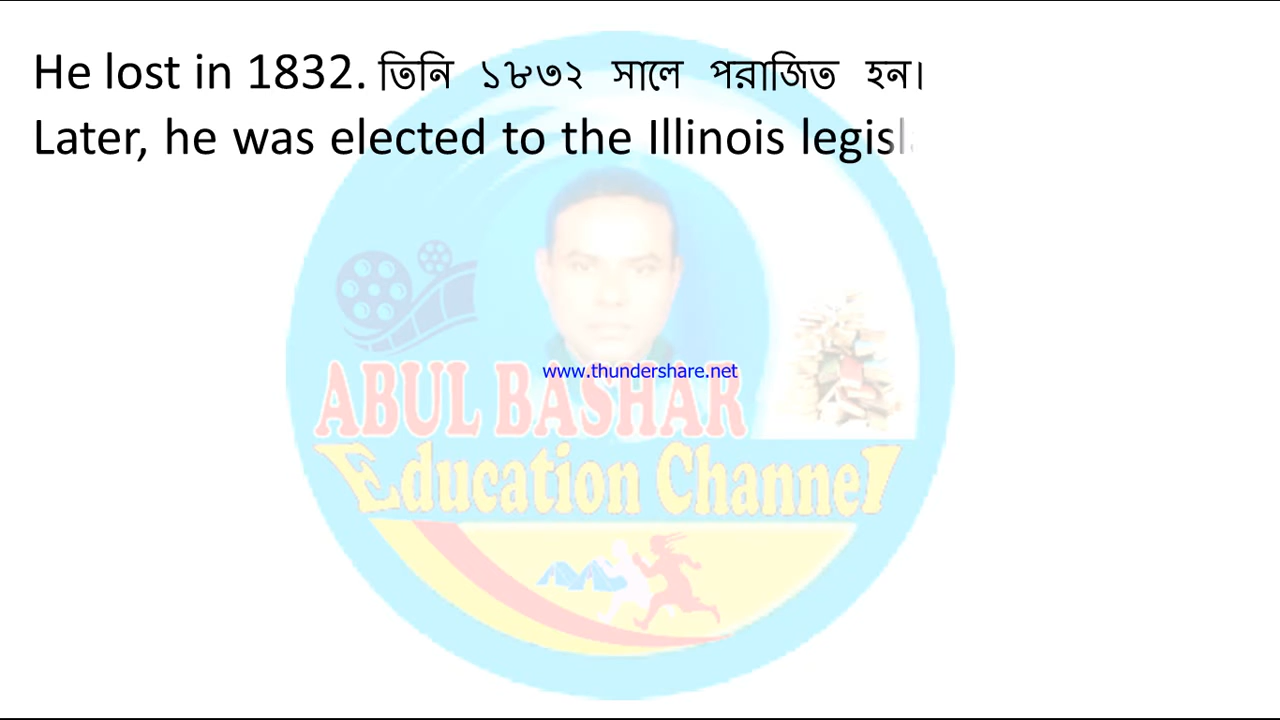 He lost in 1832. তিনি ১৮৩২ সালে পরাজিত হন।
Later, he was elected to the Illinois
www.thundershare.net
ABUL BASHAR
Education Channel